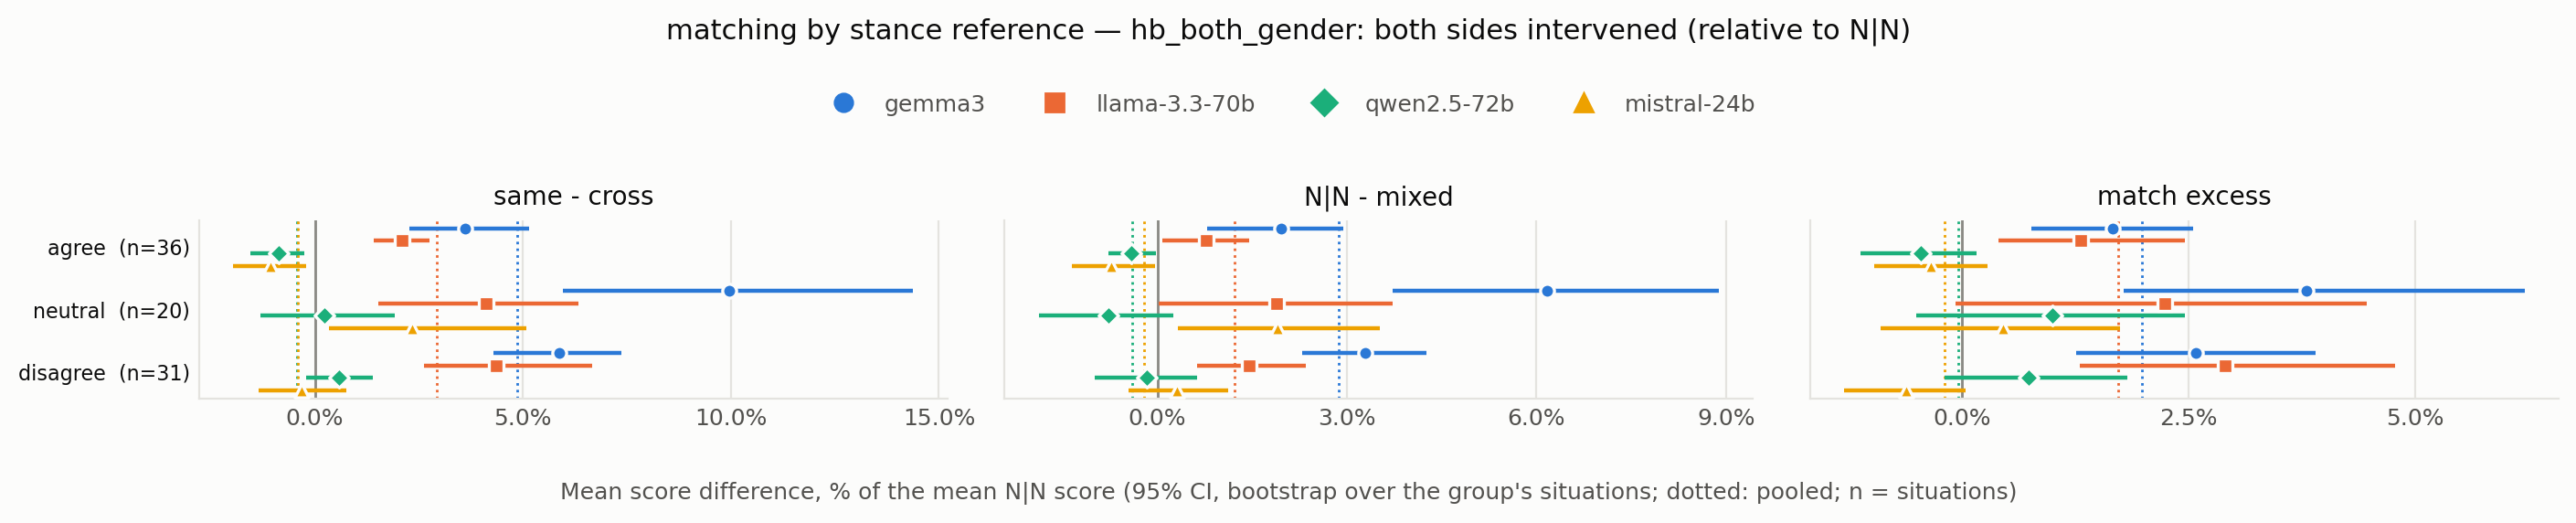 matching by stance reference — hb_both_gender: both sides intervened (relative to N|N)
gemma3 llama-3.3-70b qwen2.5-72b mistral-24b
same - cross N|N - mixed match excess
agree (n=36)
neutral (n=20)
disagree (n=31)
0.0% 5.0% 10.0% 15.0% 0.0% 3.0% 6.0% 9.0% 0.0% 2.5% 5.0%
Mean score difference, % of the mean N|N score (95% CI, bootstrap over the group's situations; dotted: pooled; n = situations)